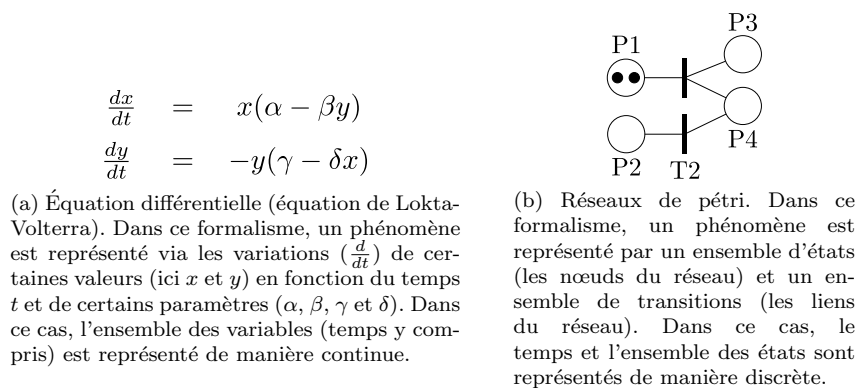 dx/dt = x(α − βy)
dy/dt = −y(γ − δx)
(a) Équation différentielle (équation de Lokta-
Volterra). Dans ce formalisme, un phénomène
est représenté via les variations (d/dt) de cer-
taines valeurs (ici x et y) en fonction du temps
t et de certains paramètres (α, β, γ et δ). Dans
ce cas, l'ensemble des variables (temps y com-
pris) est représenté de manière continue.
P1
P3
P2
T2
P4
(b) Réseaux de pétri. Dans ce
formalisme, un phénomène est
représenté par un ensemble d'états
(les nœuds du réseau) et un en-
semble de transitions (les liens
du réseau). Dans ce cas, le
temps et l'ensemble des états sont
représentés de manière discrète.